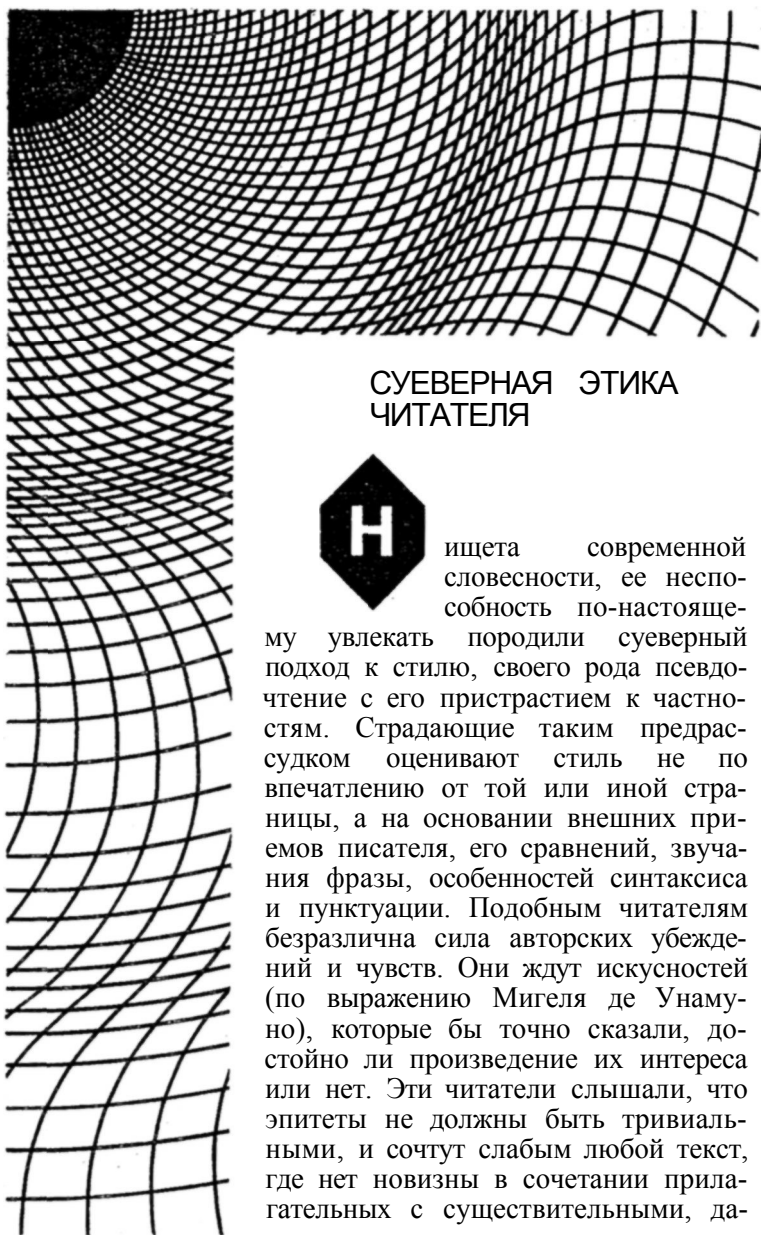 СУЕВЕРНАЯ ЭТИКА
ЧИТАТЕЛЯ
Нищета современной
словесности, ее неспо-
собность по-настояще-
му увлекать породили суеверный
подход к стилю, своего рода псевдо-
чтение с его пристрастием к частно-
стям. Страдающие таким предрас-
судком оценивают стиль не по
впечатлению от той или иной стра-
ницы, а на основании внешних при-
емов писателя, его сравнений, звуча-
ния фразы, особенностей синтаксиса
и пунктуации. Подобным читателям
безразлична сила авторских убежде-
ний и чувств. Они ждут искусностей
(по выражению Мигеля де Унаму-
но), которые бы точно сказали, до-
стойно ли произведение их интереса
или нет. Эти читатели слышали, что
эпитеты не должны быть тривиаль-
ными, и сочтут слабым любой текст,
где нет новизны в сочетании прила-
гательных с существительными, да-